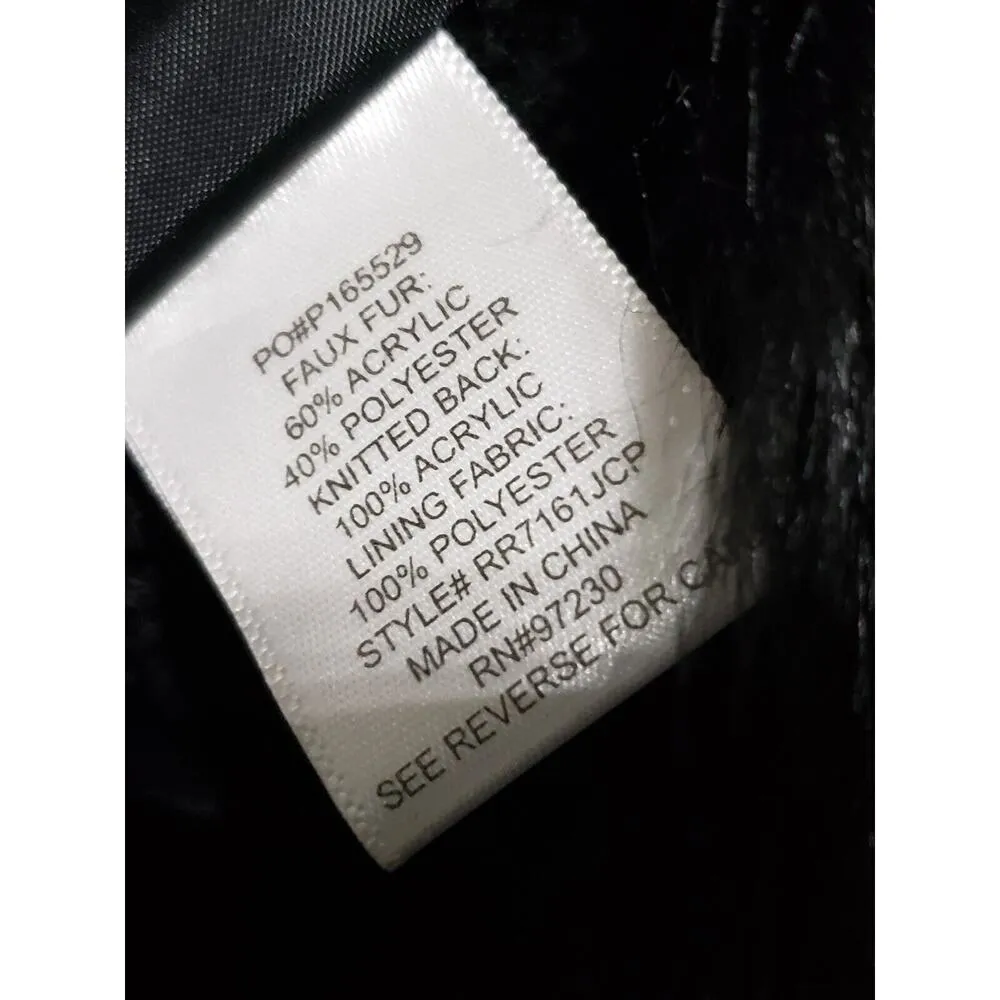 PO#P165529
FAUX FUR:
60% ACRYLIC
40% POLYESTER
KNITTED BACK:
100% ACRYLIC
LINING FABRIC:
100% POLYESTER
STYLE# RR7161JCP
MADE IN CHINA
RN#97230
SEE REVERSE FOR